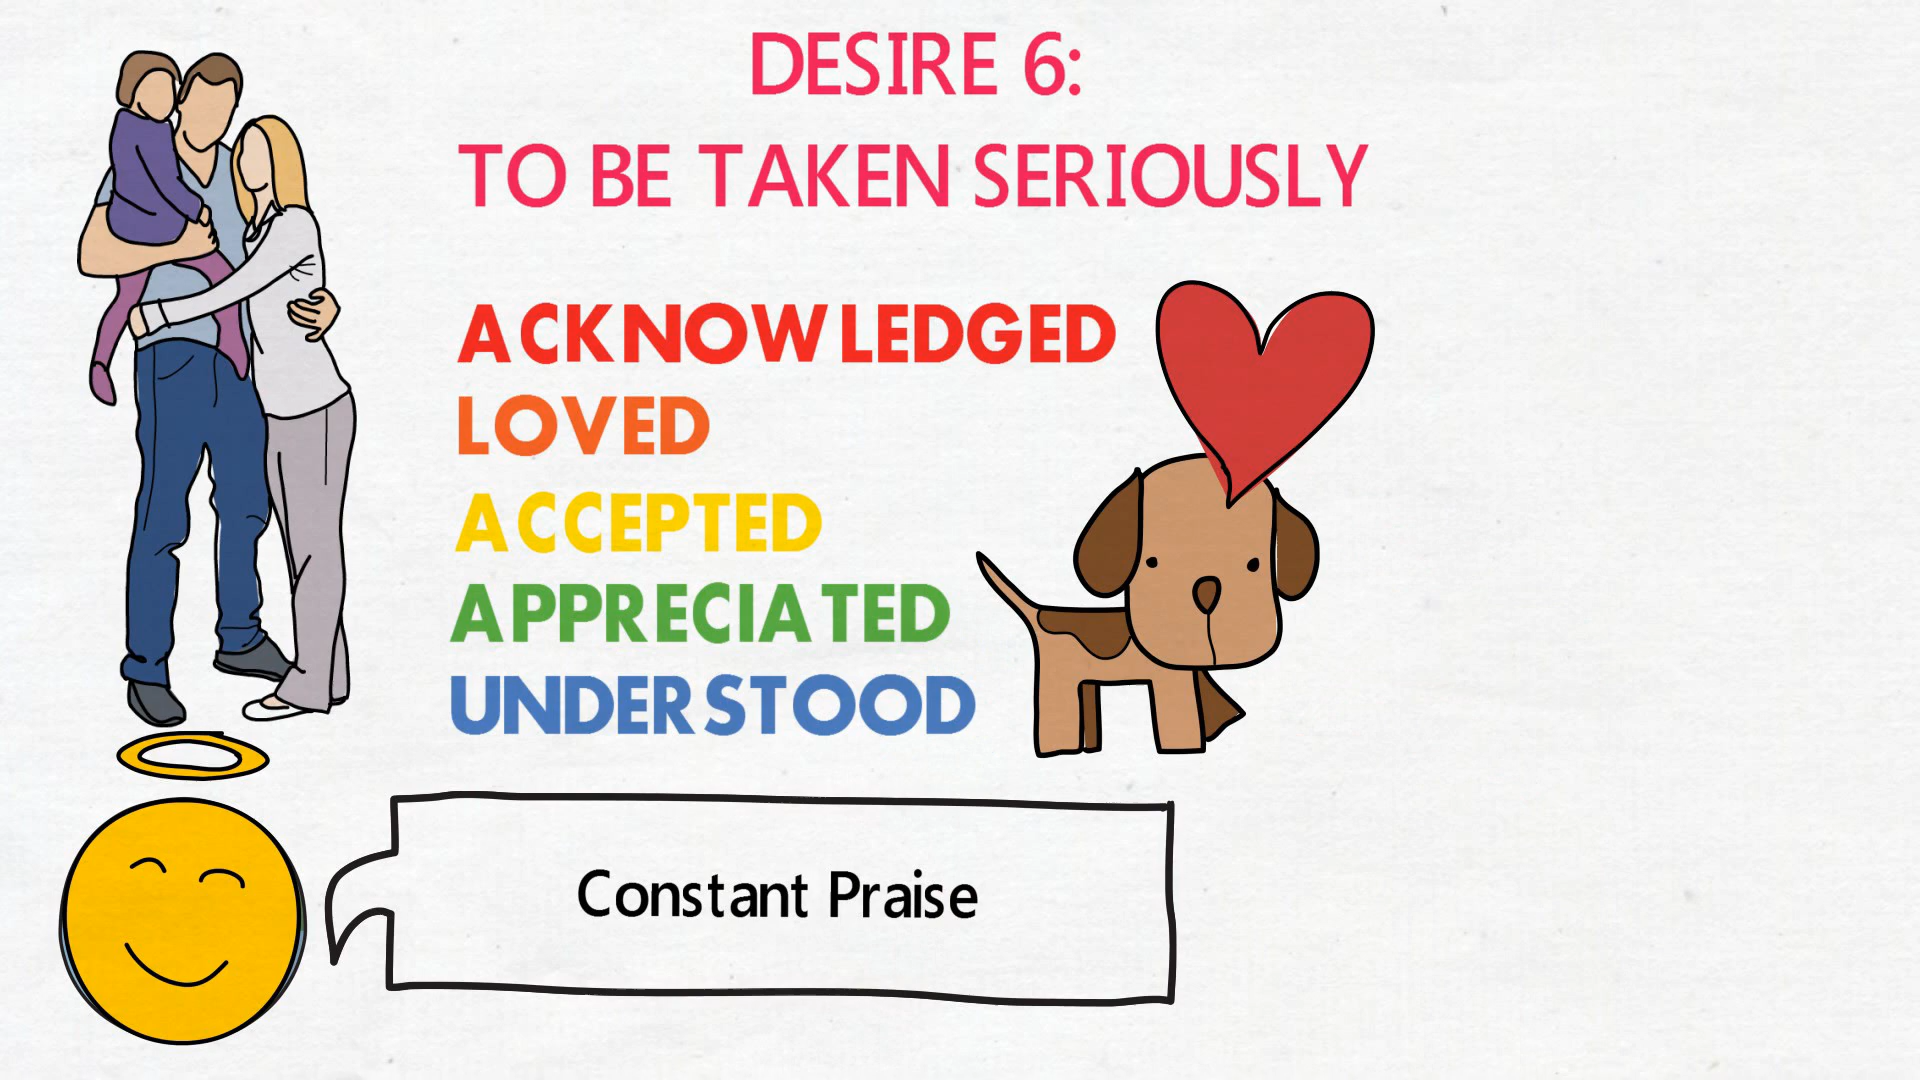 DESIRE 6:
TO BE TAKEN SERIOUSLY
ACKNOWLEDGED
LOVED
ACCEPTED
APPRECIATED
UNDERSTOOD
Constant Praise